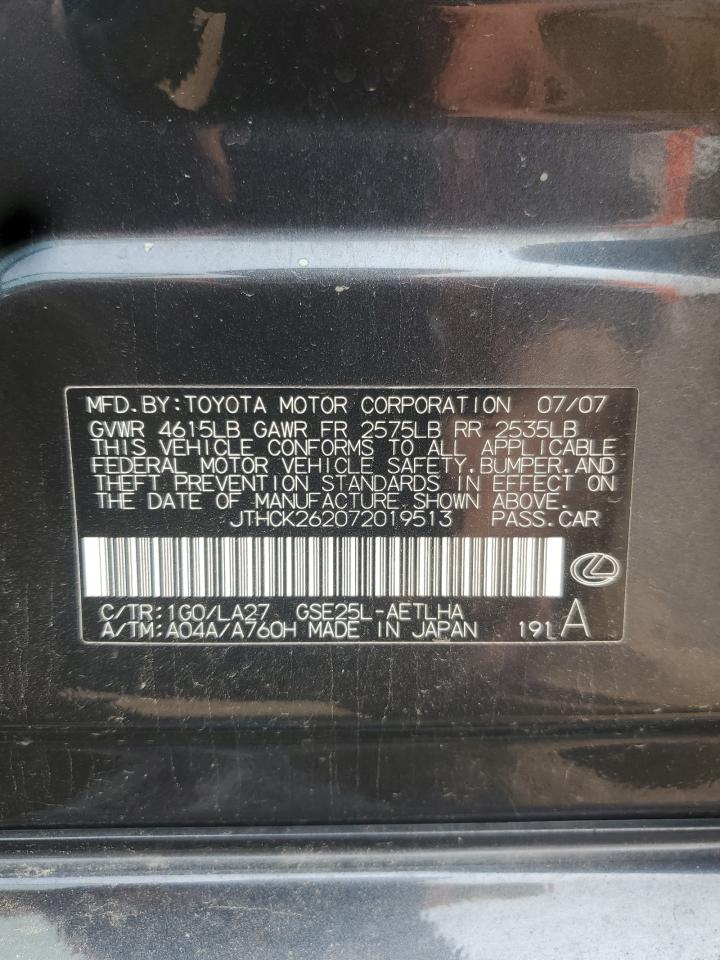 MFD.BY:TOYOTA MOTOR CORPORATION 07/07
GVWR 4615LB GAWR FR 2575LB RR 2535LB
THIS VEHICLE CONFORMS TO ALL APPLICABLE
FEDERAL MOTOR VEHICLE SAFETY,BUMPER,AND
THEFT PREVENTION STANDARDS IN EFFECT ON
THE DATE OF MANUFACTURE SHOWN ABOVE.
JTHCK262072019513 PASS.CAR
C/TR:1G0/LA27 GSE25L-AETLHA
A/TM:A04A/A760H MADE IN JAPAN 191 A